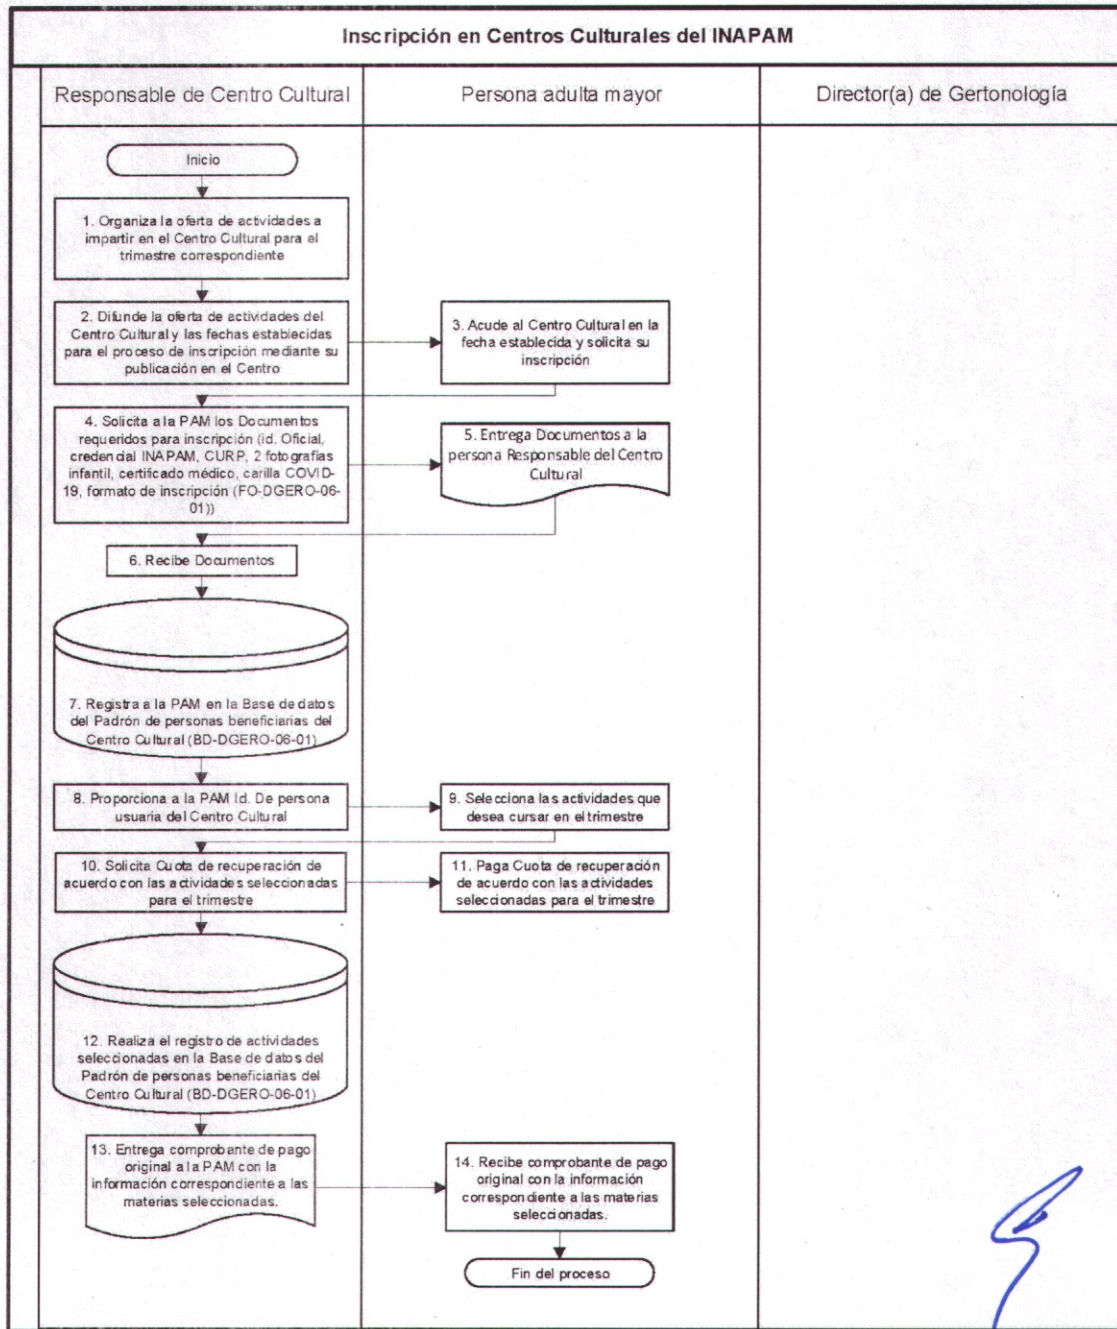 Inscripción en Centros Culturales del INAPAM
Responsable de Centro Cultural
Persona adulta mayor
Director(a) de Gertonología
Inicio
1. Organiza la oferta de actividades a
impartir en el Centro Cultural para el
trimestre correspondiente
2. Difunde la oferta de actividades del
Centro Cultural y las fechas establecidas
para el proceso de inscripción mediante su
publicación en el Centro
3. Acude al Centro Cultural en la
fecha establecida y solicita su
inscripción
4. Solicita a la PAM los Documentos
requeridos para inscripción (id. Oficial,
credencial INAPAM, CURP, 2 fotografías
infantil, certificado médico, carilla COVID-
19, formato de inscripción (FO-DGERO-06-
01))
5. Entrega Documentos a la
persona Responsable del Centro
Cultural
6. Recibe Documentos
7. Registra a la PAM en la Base de datos
del Padrón de personas beneficiarias del
Centro Cultural (BD-DGERO-06-01)
8. Proporciona a la PAM Id. De persona
usuaria del Centro Cultural
9. Selecciona las actividades que
desea cursar en el trimestre
10. Solicita Cuota de recuperación de
acuerdo con las actividades seleccionadas
para el trimestre
11. Paga Cuota de recuperación
de acuerdo con las actividades
seleccionadas para el trimestre
12. Realiza el registro de actividades
seleccionadas en la Base de datos del
Padrón de personas beneficiarias del
Centro Cultural (BD-DGERO-06-01)
13. Entrega comprobante de pago
original a la PAM con la
información correspondiente a las
materias seleccionadas.
14. Recibe comprobante de pago
original con la información
correspondiente a las materias
seleccionadas.
Fin del proceso